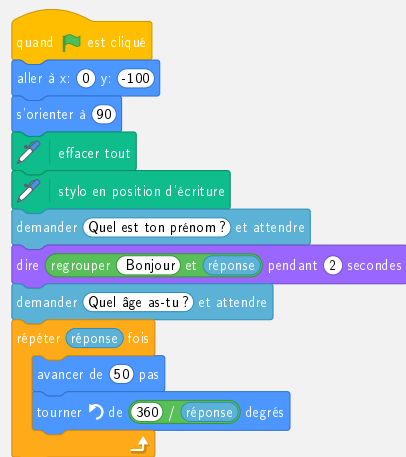 quand est cliqué
aller à x: 0 y: -100
s'orienter à 90
effacer tout
stylo en position d'écriture
demander Quel est ton prénom ? et attendre
dire regrouper Bonjour et réponse pendant 2 secondes
demander Quel âge as-tu ? et attendre
répéter réponse fois
avancer de 50 pas
tourner de 360 / réponse degrés